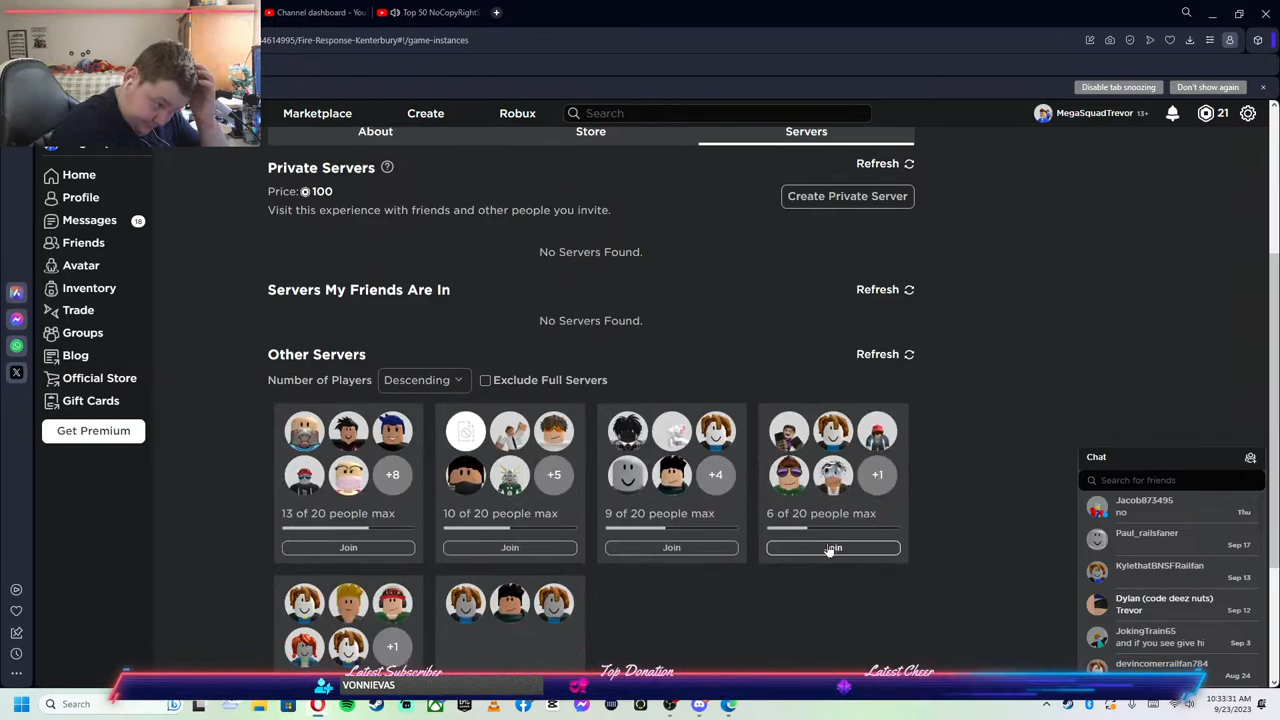 Channel dashboard - You
Top 50 NoCopyRightS
4614995/Fire-Response-Kenterbury#!/game-instances
Enable tab snoozing
Don't show again
Marketplace
Create
Robux
Search
MegaSquadTrevor 13+
21
About
Store
Servers
Home
Profile
Messages 18
Friends
Avatar
Inventory
Trade
Groups
Blog
Official Store
Gift Cards
Get Premium
Private Servers
Refresh
Price: 100
Create Private Server
Visit this experience with friends and other people you invite.
No Servers Found.
Servers My Friends Are In
Refresh
No Servers Found.
Other Servers
Refresh
Number of Players
Descending
Exclude Full Servers
+8
+5
+4
+1
13 of 20 people max
10 of 20 people max
9 of 20 people max
6 of 20 people max
Join
Join
Join
Join
+1
Chat
Search for friends
Jacob873495
no
Thu
Paul_railsfaner
Sep 17
KylethatBNSFRailfan
Sep 13
Dylan (code deez nuts)
Trevor
Sep 12
JokingTrain65
and if you see give hi
Sep 3
devincomerrailfan784
Aug 24
Latest Subscriber
Top Donation
Latest Cheer
VONNIEVAS
Search
10:33:31 AM
9/23/2023